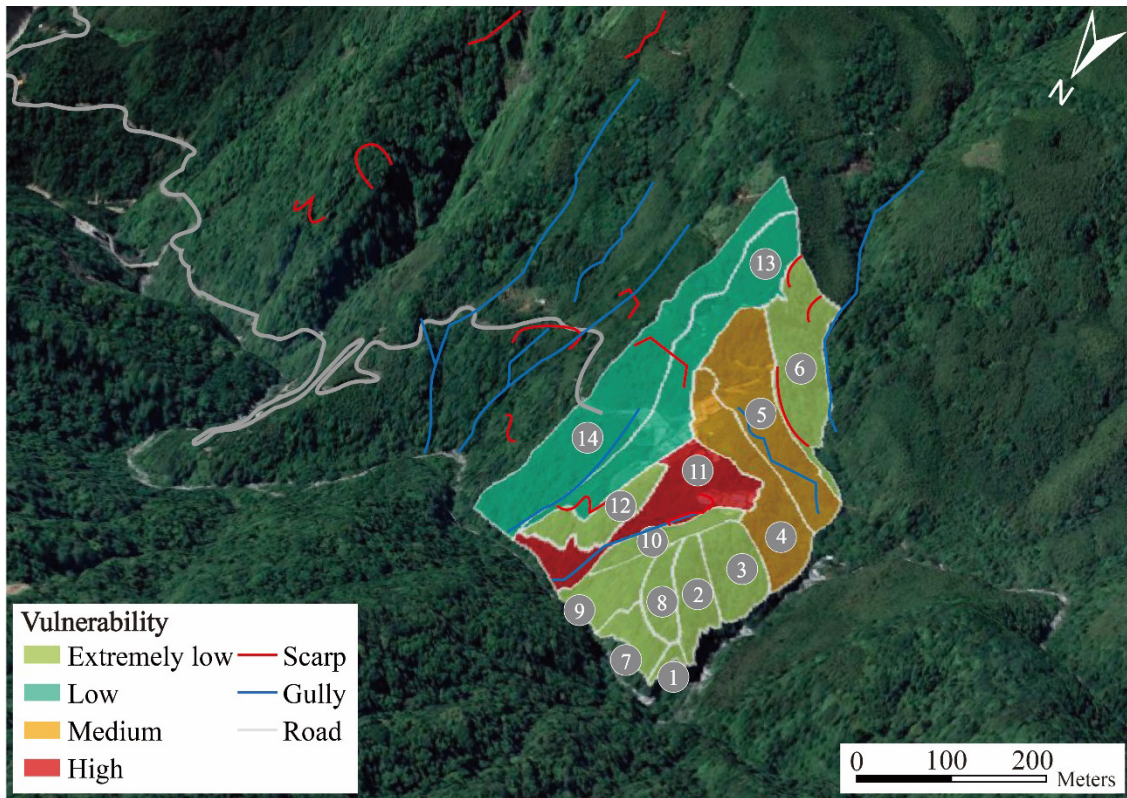 N
13
6
5
14
11
12
10
4
3
2
8
9
7
1
Vulnerability
Extremely low
Scarp
Low
Gully
Medium
Road
High
0 100 200
Meters